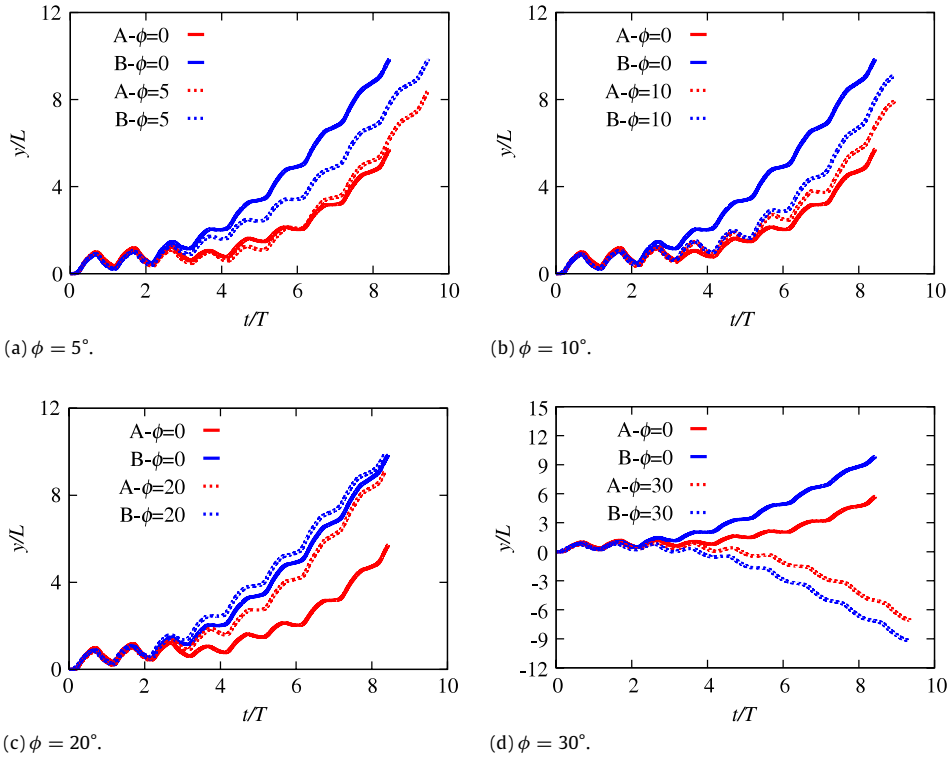 12
8
4
0
y/L
A-ϕ=0
B-ϕ=0
A-ϕ=5
B-ϕ=5
0 2 4 6 8 10
t/T
(a) ϕ = 5°.
12
8
4
0
y/L
A-ϕ=0
B-ϕ=0
A-ϕ=10
B-ϕ=10
0 2 4 6 8 10
t/T
(b) ϕ = 10°.
12
8
4
0
y/L
A-ϕ=0
B-ϕ=0
A-ϕ=20
B-ϕ=20
0 2 4 6 8 10
t/T
(c) ϕ = 20°.
15
12
9
6
3
0
-3
-6
-9
-12
y/L
A-ϕ=0
B-ϕ=0
A-ϕ=30
B-ϕ=30
0 2 4 6 8 10
t/T
(d) ϕ = 30°.